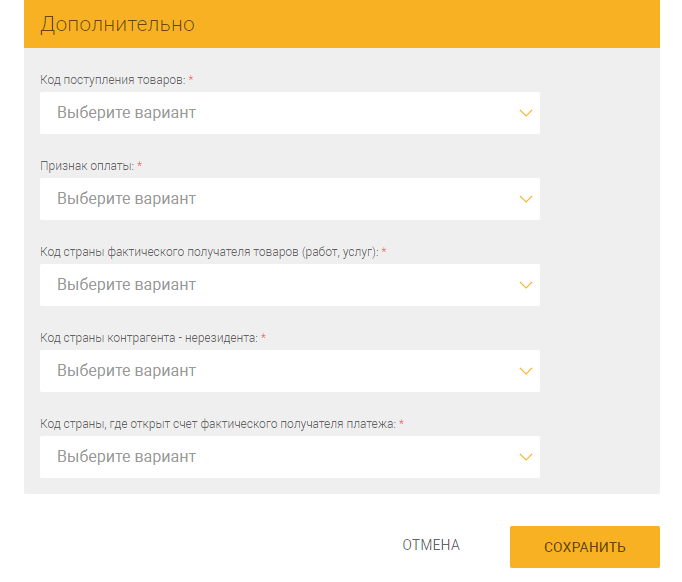 Дополнительно
Код поступления товаров: *
Выберите вариант
Признак оплаты: *
Выберите вариант
Код страны фактического получателя товаров (работ, услуг): *
Выберите вариант
Код страны контрагента - нерезидента: *
Выберите вариант
Код страны, где открыт счет фактического получателя платежа: *
Выберите вариант
ОТМЕНА СОХРАНИТЬ